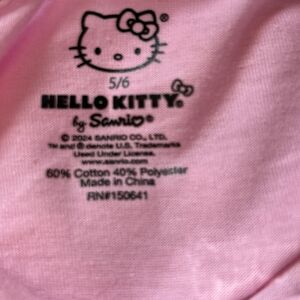 5/6
HELLO KITTY®
by Sanrio®
© 2024 SANRIO CO., LTD.
TM and ® denote U.S. Trademarks
Used Under License.
www.sanrio.com
60% Cotton 40% Polyester
Made in China
RN#150641